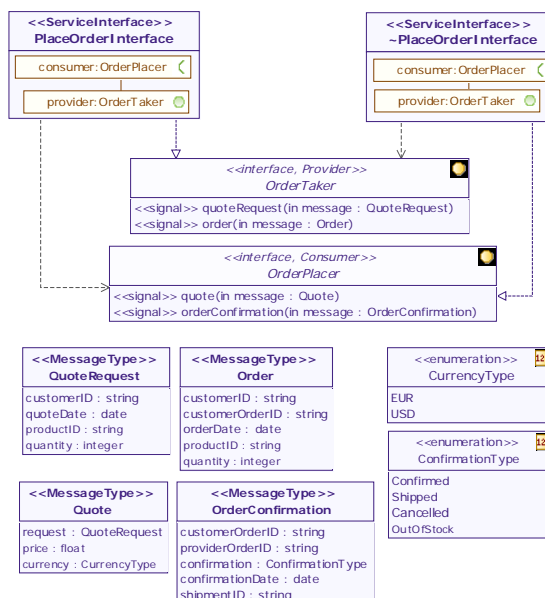 <<ServiceInterface>>
PlaceOrderInterface
consumer:OrderPlacer
provider:OrderTaker
<<ServiceInterface>>
~PlaceOrderInterface
consumer:OrderPlacer
provider:OrderTaker
<<interface, Provider>>
OrderTaker
<<signal>> quoteRequest(in message : QuoteRequest)
<<signal>> order(in message : Order)
<<interface, Consumer>>
OrderPlacer
<<signal>> quote(in message : Quote)
<<signal>> orderConfirmation(in message : OrderConfirmation)
<<MessageType>>
QuoteRequest
customerID : string
quoteDate : date
productID : string
quantity : integer
<<MessageType>>
Order
customerID : string
customerOrderID : string
orderDate : date
productID : string
quantity : integer
<<enumeration>>
12
CurrencyType
EUR
USD
<<enumeration>>
12
ConfirmationType
Confirmed
Shipped
Cancelled
OutOfStock
<<MessageType>>
Quote
request : QuoteRequest
price : float
currency : CurrencyType
<<MessageType>>
OrderConfirmation
customerOrderID : string
providerOrderID : string
confirmation : ConfirmationType
confirmationDate : date
shipmentID : string